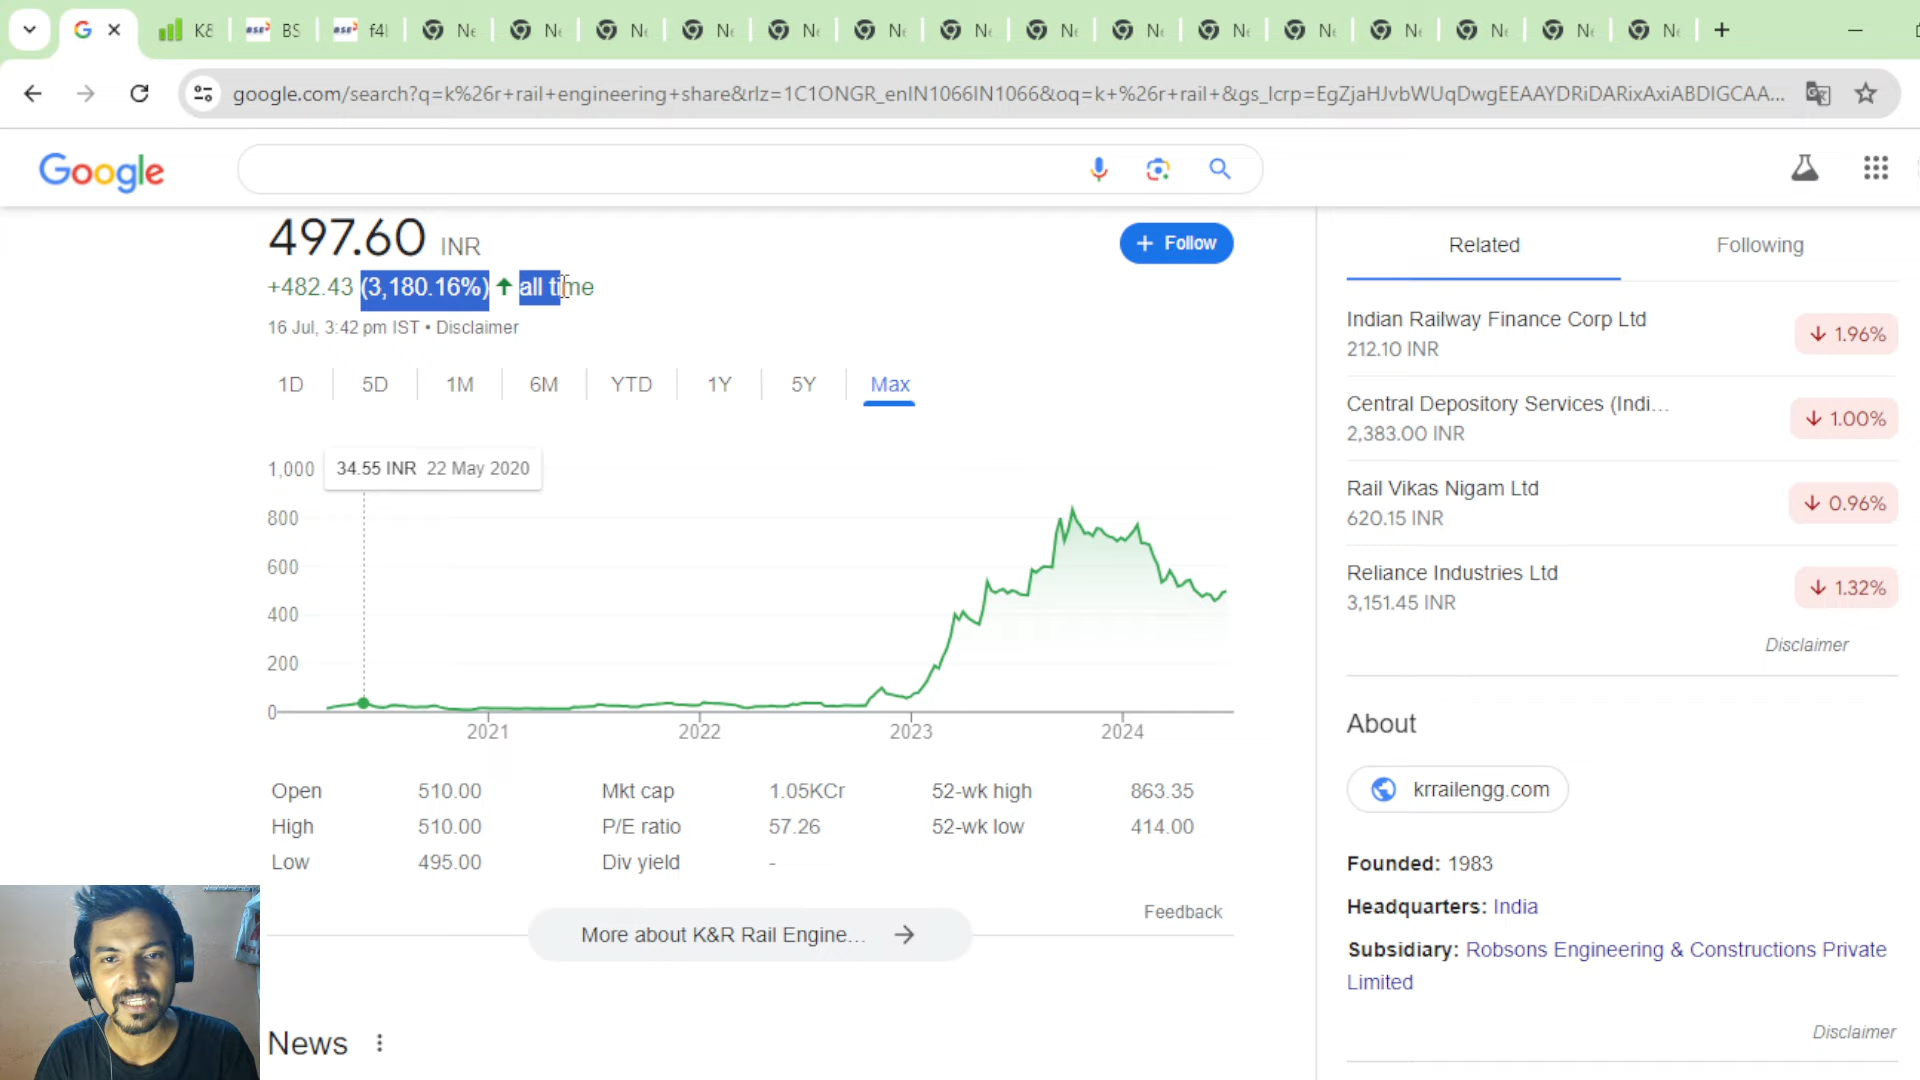 K&
BS
f4
google.com/search?q=k%26r+rail+engineering+share&rlz=1C1ONGR_enIN1066IN1066&oq=k+%26r+rail+&gs_lcrp=EgZjaHJvbWUqDwgEEAAYDRiDARixAxiABDIGCAA...
Google
497.60 INR
+482.43 (3,180.16%) ↑ all time
16 Jul, 3:42 pm IST • Disclaimer
+ Follow
1D 5D 1M 6M YTD 1Y 5Y Max
34.55 INR 22 May 2020
1,000
800
600
400
200
0
2021 2022 2023 2024
Open 510.00 Mkt cap 1.05KCr 52-wk high 863.35
High 510.00 P/E ratio 57.26 52-wk low 414.00
Low 495.00 Div yield -
Feedback
More about K&R Rail Engine... →
News
Related Following
Indian Railway Finance Corp Ltd
212.10 INR
↓ 1.96%
Central Depository Services (Indi...
2,383.00 INR
↓ 1.00%
Rail Vikas Nigam Ltd
620.15 INR
↓ 0.96%
Reliance Industries Ltd
3,151.45 INR
↓ 1.32%
Disclaimer
About
krrailengg.com
Founded: 1983
Headquarters: India
Subsidiary: Robsons Engineering & Constructions Private
Limited
Disclaimer